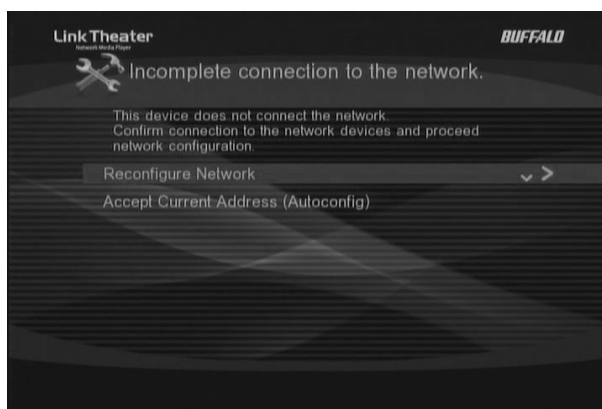 LinkTheater
Network Media Player
BUFFALO
Incomplete connection to the network.
This device does not connect the network.
Confirm connection to the network devices and proceed
network configuration.
Reconfigure Network
Accept Current Address (Autoconfig)